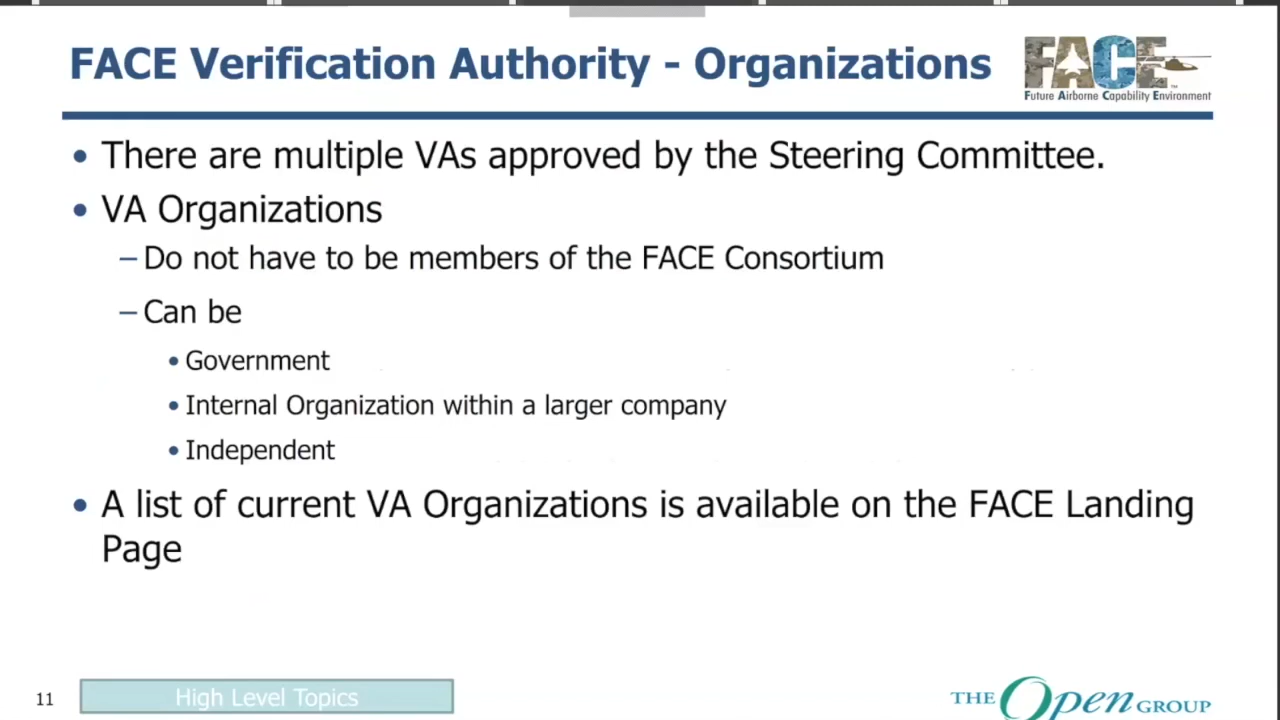 FACE Verification Authority - Organizations
FACE™
Future Airborne Capability Environment
• There are multiple VAs approved by the Steering Committee.
• VA Organizations
– Do not have to be members of the FACE Consortium
– Can be
• Government
• Internal Organization within a larger company
• Independent
• A list of current VA Organizations is available on the FACE Landing
Page
11
High Level Topics
THE Open GROUP